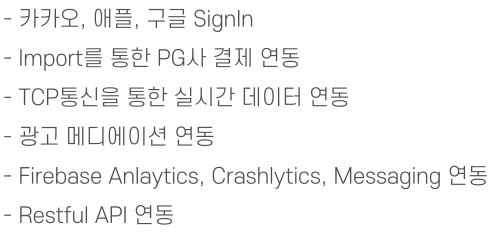 - 카카오, 애플, 구글 SignIn
- Import를 통한 PG사 결제 연동
- TCP통신을 통한 실시간 데이터 연동
- 광고 메디에이션 연동
- Firebase Anlaytics, Crashlytics, Messaging 연동
- Restful API 연동